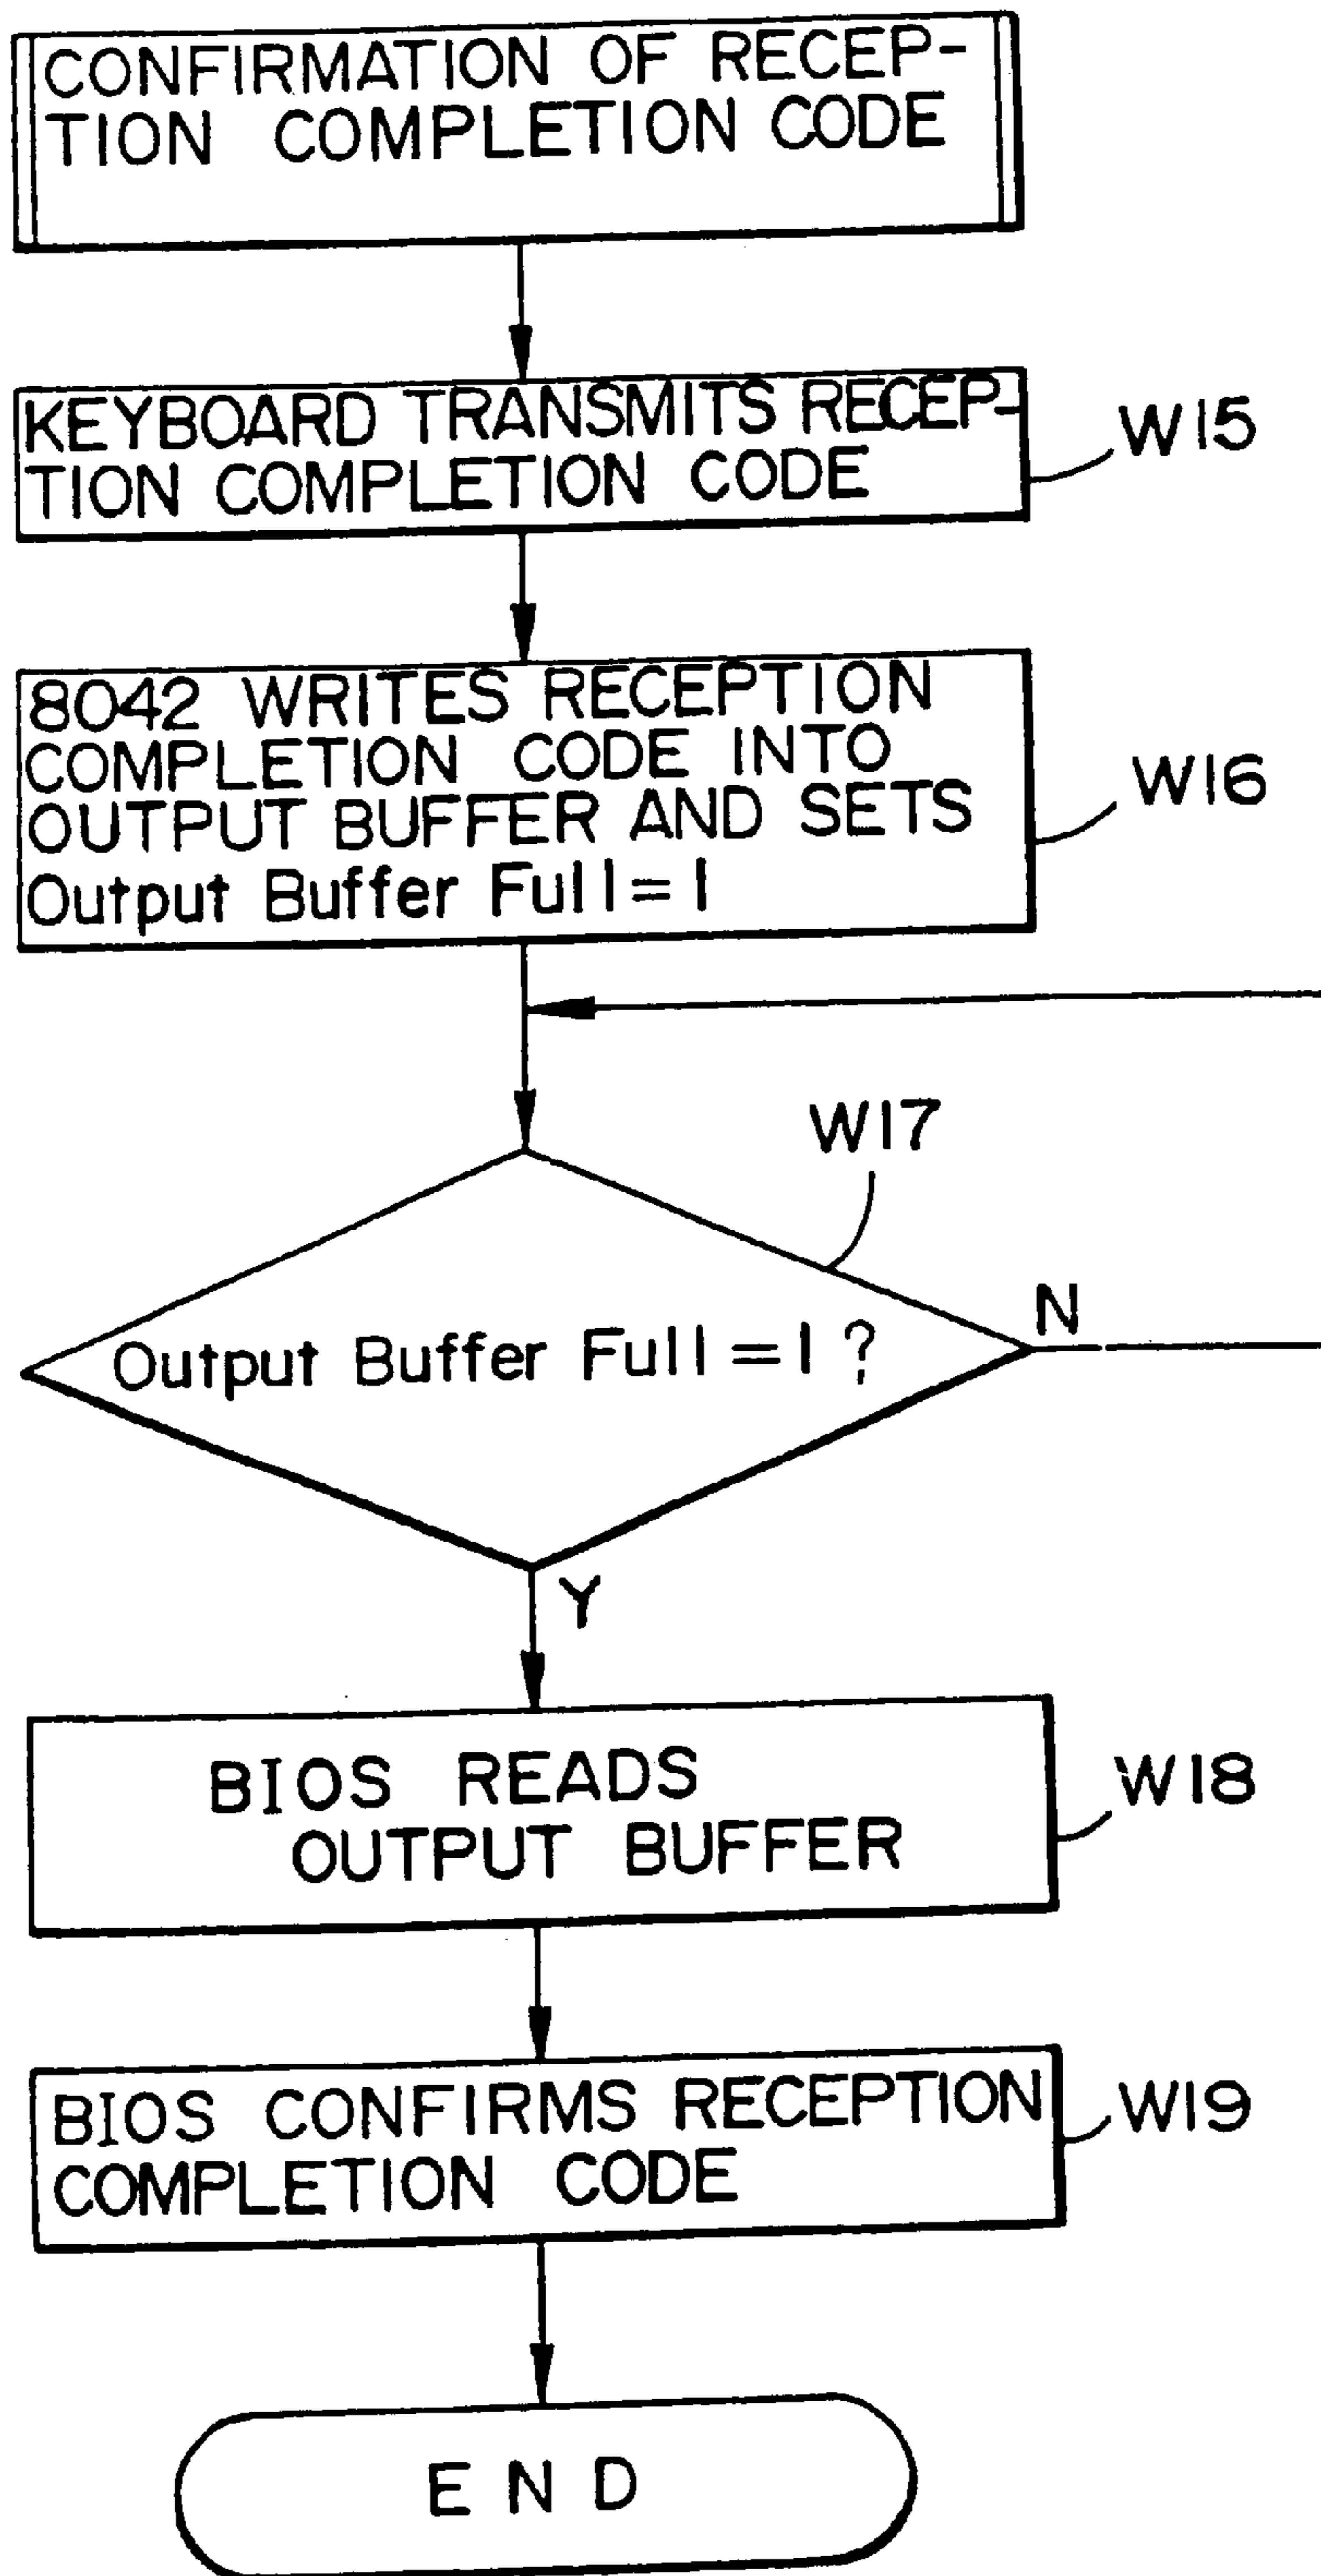 CONFIRMATION OF RECEP-
TION COMPLETION CODE
KEYBOARD TRANSMITS RECEP-
TION COMPLETION CODE
W15
8042 WRITES RECEPTION
COMPLETION CODE INTO
OUTPUT BUFFER AND SETS
Output Buffer Full=1
W16
W17
Output Buffer Full=1?
N
Y
BIOS READS
OUTPUT BUFFER
W18
BIOS CONFIRMS RECEPTION
COMPLETION CODE
W19
END